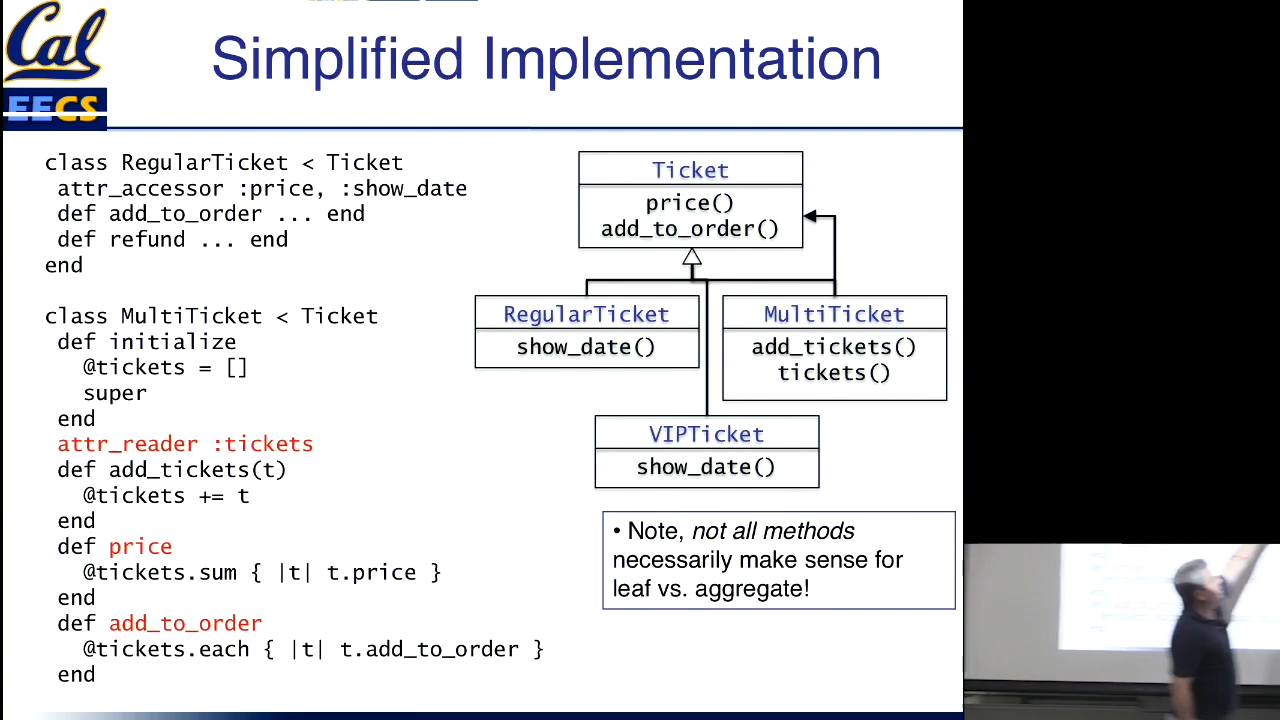 Cal
EECS
Simplified Implementation
class RegularTicket < Ticket
attr_accessor :price, :show_date
def add_to_order ... end
def refund ... end
end
class MultiTicket < Ticket
def initialize
@tickets = []
super
end
attr_reader :tickets
def add_tickets(t)
@tickets += t
end
def price
@tickets.sum { |t| t.price }
end
def add_to_order
@tickets.each { |t| t.add_to_order }
end
Ticket
price()
add_to_order()
RegularTicket
show_date()
MultiTicket
add_tickets()
tickets()
VIPTicket
show_date()
• Note, not all methods
necessarily make sense for
leaf vs. aggregate!